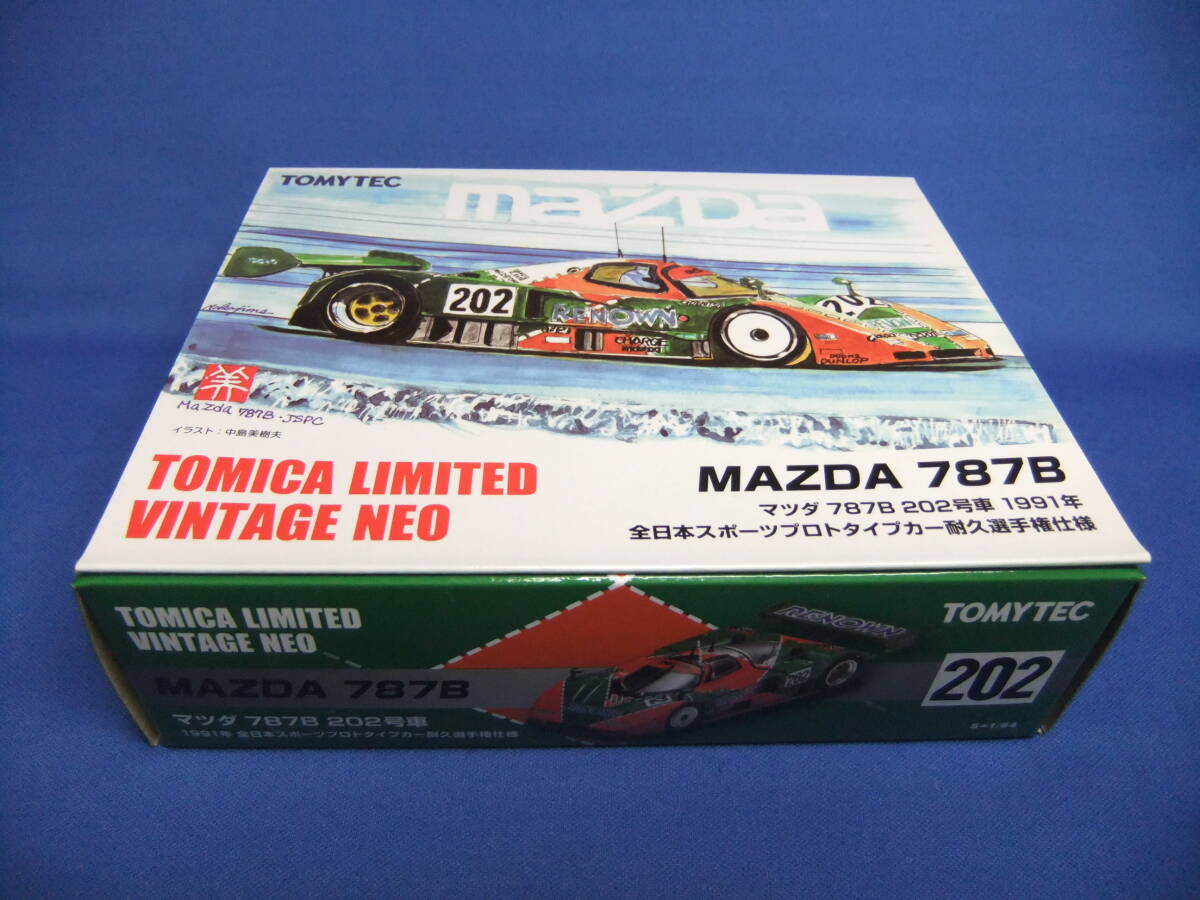 TOMYTEC
mazda
202
RENOWN
202
CHARGE
DUNLOP
Nakajima
美
Mazda 787B・JSPC
イラスト：中島美樹夫
TOMICA LIMITED
VINTAGE NEO
MAZDA 787B
マツダ 787B 202号車 1991年
全日本スポーツプロトタイプカー耐久選手権仕様
TOMICA LIMITED
VINTAGE NEO
MAZDA 787B
マツダ 787B 202号車
1991年 全日本スポーツプロトタイプカー耐久選手権仕様
RENOWN
202
TOMYTEC
202
S=1/64